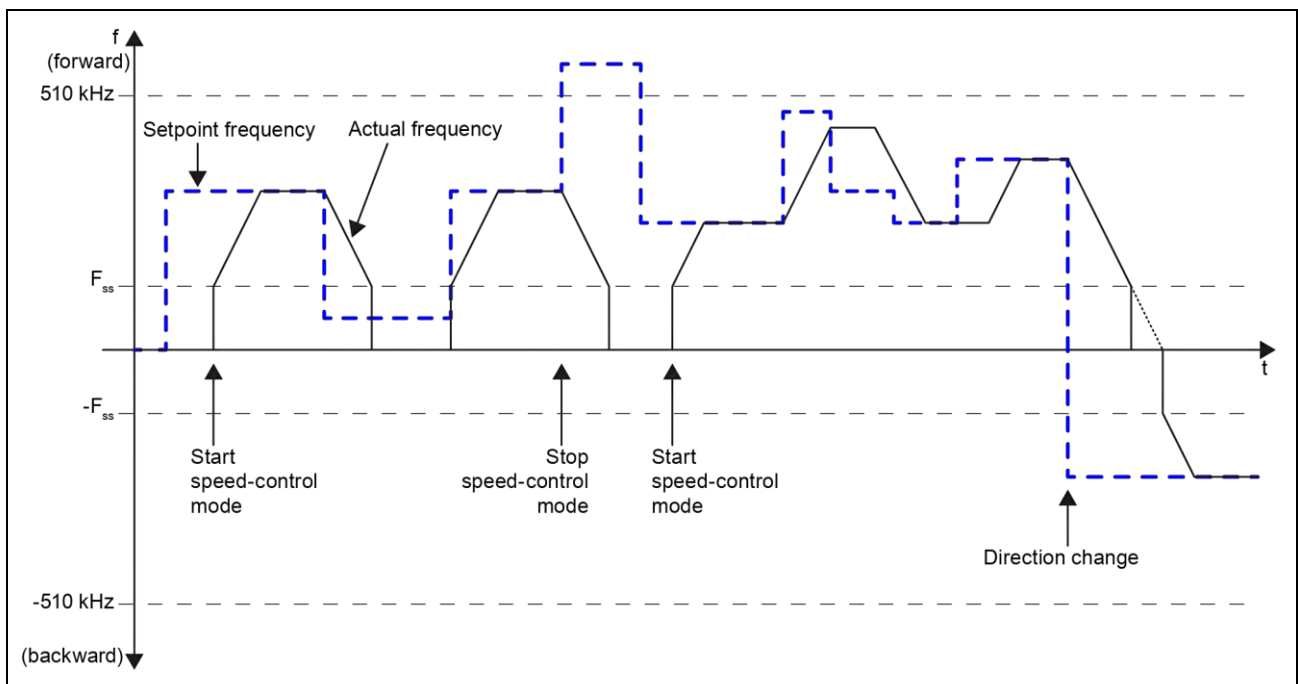 f
(forward)
510 kHz
Setpoint frequency
Actual frequency
Fss
t
-Fss
Start
speed-control
mode
Stop
speed-control
mode
Start
speed-control
mode
Direction change
-510 kHz
(backward)